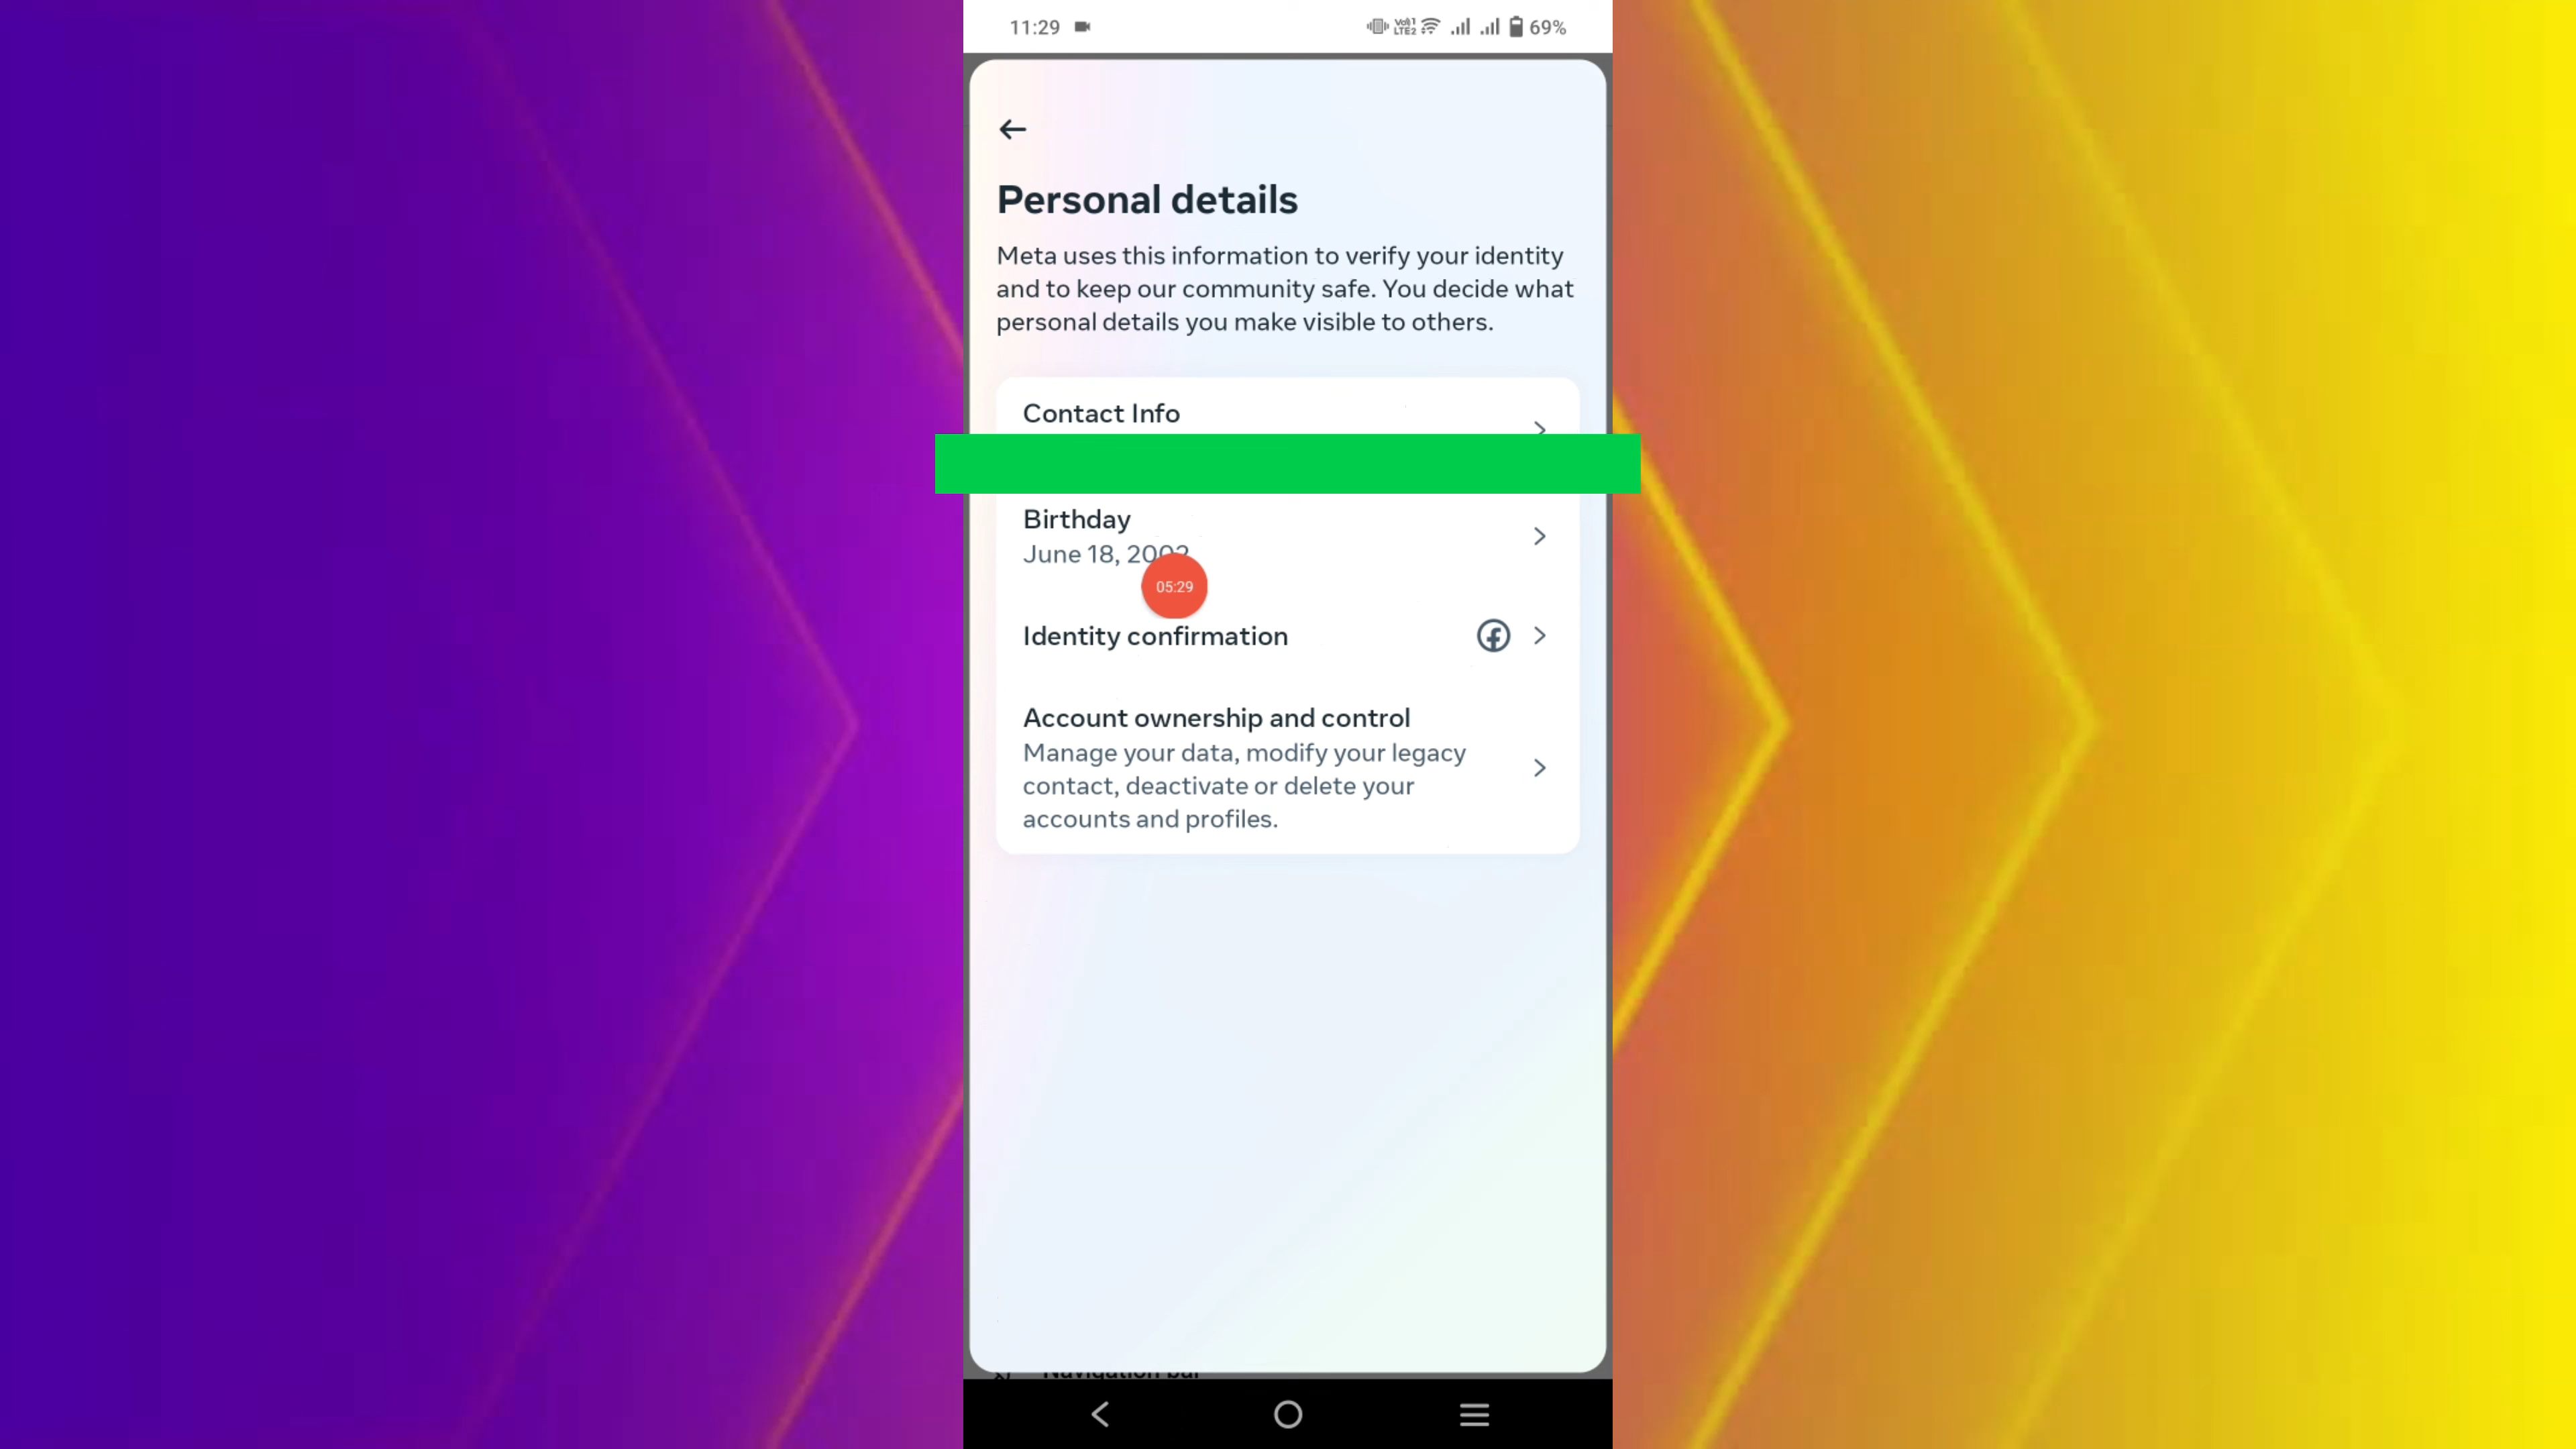 11:29 69%
Personal details
Meta uses this information to verify your identity
and to keep our community safe. You decide what
personal details you make visible to others.
Contact Info
Birthday
June 18,
05:29
Identity confirmation
Account ownership and control
Manage your data, modify your legacy
contact, deactivate or delete your
accounts and profiles.
Navigation bar